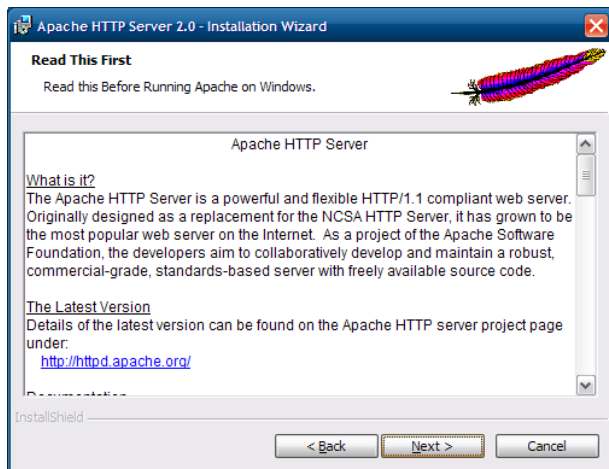 Apache HTTP Server 2.0 - Installation Wizard
Read This First
Read this Before Running Apache on Windows.
Apache HTTP Server
What is it?
The Apache HTTP Server is a powerful and flexible HTTP/1.1 compliant web server.
Originally designed as a replacement for the NCSA HTTP Server, it has grown to be
the most popular web server on the Internet.  As a project of the Apache Software
Foundation, the developers aim to collaboratively develop and maintain a robust,
commercial-grade, standards-based server with freely available source code.
The Latest Version
Details of the latest version can be found on the Apache HTTP server project page
under:
http://httpd.apache.org/
Documentation
InstallShield
< Back
Next >
Cancel